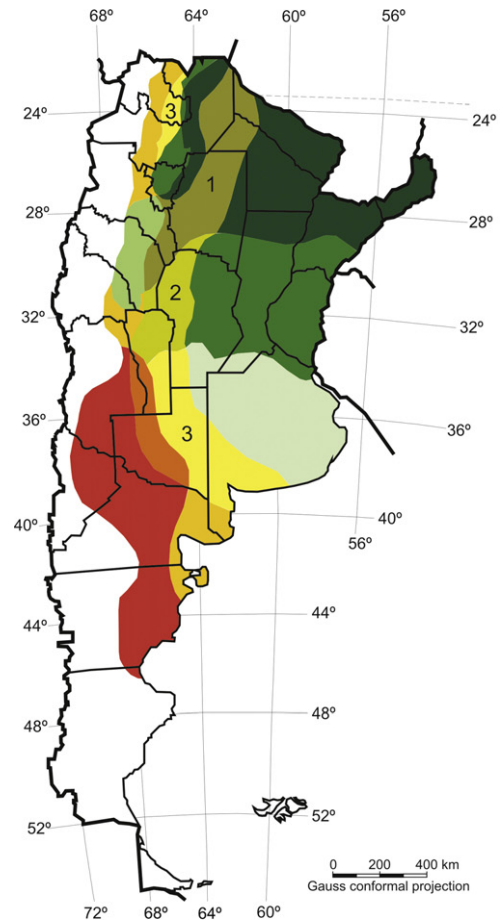 68º 64º 60º 56º
3
24º 24º
1
28º 28º
2
32º 32º
3
36º 36º
40º 40º
56º
44º 44º
48º 48º
52º 52º
0 200 400 km
Gauss conformal projection
72º 68º 64º 60º